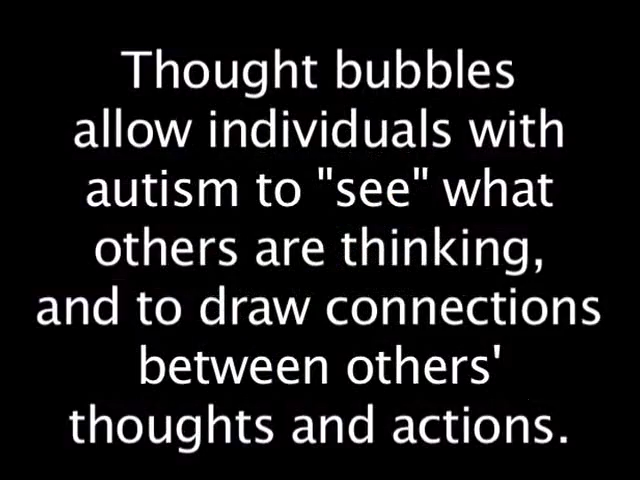 Thought bubbles
allow individuals with
autism to "see" what
others are thinking,
and to draw connections
between others'
thoughts and actions.